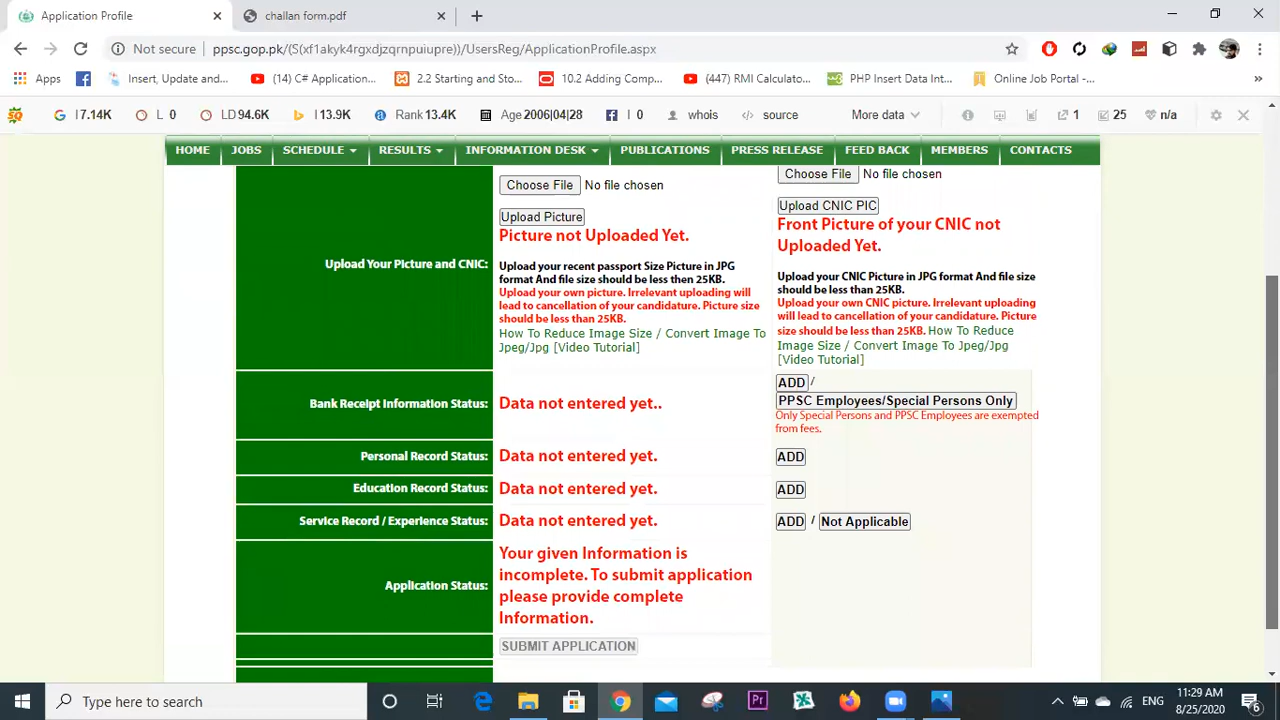 Application Profile
challan form.pdf
Not secure
ppsc.gop.pk/(S(xf1akyk4rgxdjzqrnpuiupre))/UsersReg/ApplicationProfile.aspx
Apps
Insert, Update and...
(14) C# Application...
2.2 Starting and Sto...
10.2 Adding Comp...
(447) RMI Calculato...
PHP Insert Data Int...
Online Job Portal -...
»
I 7.14K
L 0
LD 94.6K
I 13.9K
Rank 13.4K
Age 2006|04|28
I 0
whois
source
More data
1
25
n/a
HOME
JOBS
SCHEDULE
RESULTS
INFORMATION DESK
PUBLICATIONS
PRESS RELEASE
FEED BACK
MEMBERS
CONTACTS
Upload Your Picture and CNIC:
Choose File No file chosen
Upload Picture
Picture not Uploaded Yet.
Upload your recent passport Size Picture in JPG
format And file size should be less then 25KB.
Upload your own picture. Irrelevant uploading will
lead to cancellation of your candidature. Picture size
should be less than 25KB.
How To Reduce Image Size / Convert Image To
Jpeg/Jpg [Video Tutorial]
Choose File No file chosen
Upload CNIC PIC
Front Picture of your CNIC not
Uploaded Yet.
Upload your CNIC Picture in JPG format And file size
should be less than 25KB.
Upload your own CNIC picture. Irrelevant uploading
will lead to cancellation of your candidature. Picture
size should be less than 25KB. How To Reduce
Image Size / Convert Image To Jpeg/Jpg
[Video Tutorial]
Bank Receipt Information Status:
Data not entered yet..
ADD /
PPSC Employees/Special Persons Only
Only Special Persons and PPSC Employees are exempted
from fees.
Personal Record Status:
Data not entered yet.
ADD
Education Record Status:
Data not entered yet.
ADD
Service Record / Experience Status:
Data not entered yet.
ADD / Not Applicable
Application Status:
Your given Information is
incomplete. To submit application
please provide complete
Information.
SUBMIT APPLICATION
Type here to search
ENG
11:29 AM
8/25/2020
6